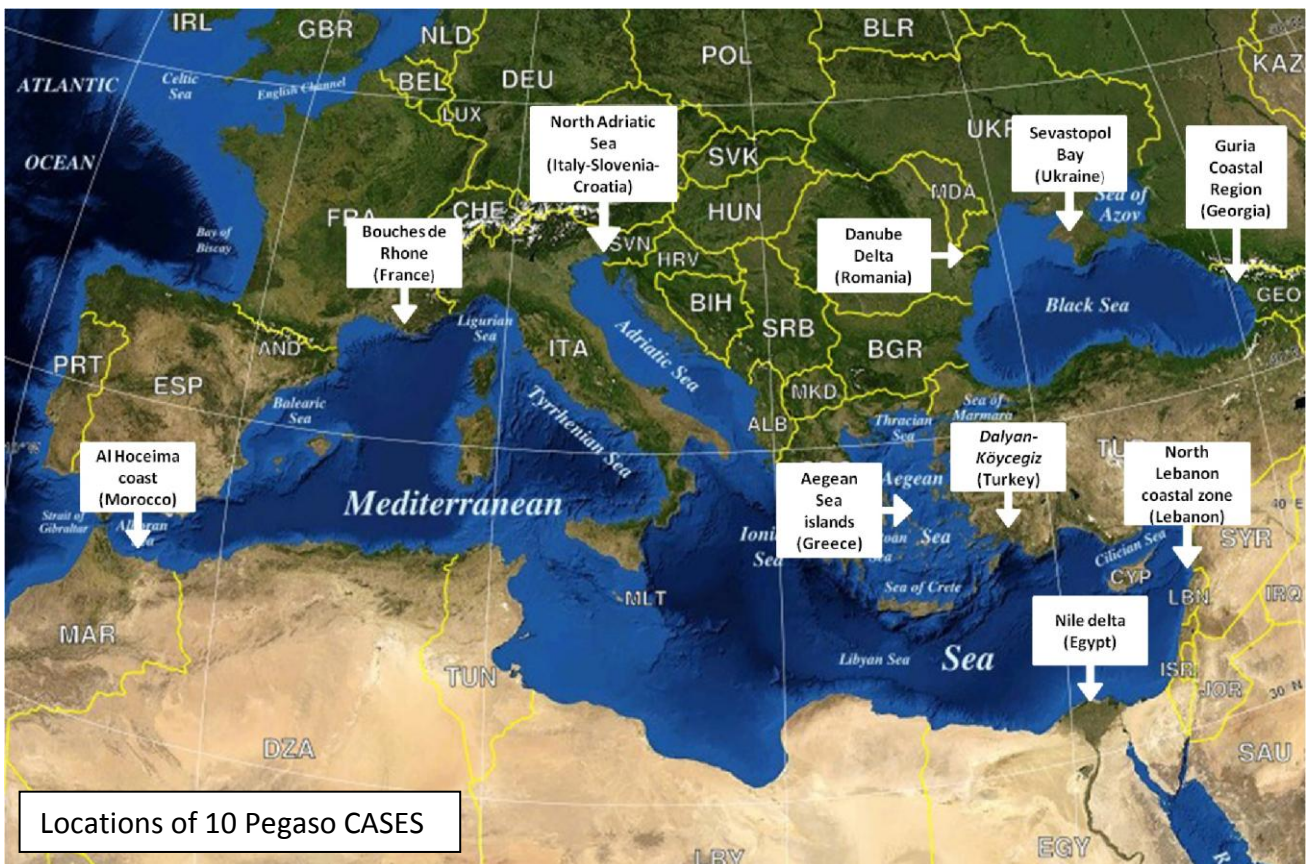 IRL
GBR
NLD
POL
BLR
KAZ
ATLANTIC
Celtic
Sea
English Channel
BEL
DEU
LUX
OCEAN
North Adriatic
Sea
(Italy-Slovenia-
Croatia)
SVK
Sevastopol
Bay
(Ukraine)
Guria
Coastal
Region
(Georgia)
MDA
Sea of
Azov
FRA
CHE
HUN
Bay of
Biscay
Bouches de
Rhone
(France)
SVN
HRV
Danube
Delta
(Romania)
GEO
BIH
SRB
Black Sea
Ligurian
Sea
ITA
Adriatic Sea
BGR
PRT
AND
ESP
MKD
ALB
Balearic
Sea
Tyrrhenian Sea
Thracian
Sea
Sea of
Marmara
Al Hoceima
coast
(Morocco)
Dalyan-
Köycegiz
(Turkey)
North
Lebanon
coastal zone
(Lebanon)
Aegean
Sea
islands
(Greece)
Aegean
Sea
Mediterranean
40° E
Strait of
Gibraltar
Sea
Sea of Crete
Cilician Sea
CYP
SYR
LBN
IRQ
MLT
MAR
Nile delta
(Egypt)
Libyan Sea
Sea
TUN
ISR
JOR
30° N
DZA
SAU
Locations of 10 Pegaso CASES
EGY
LBY